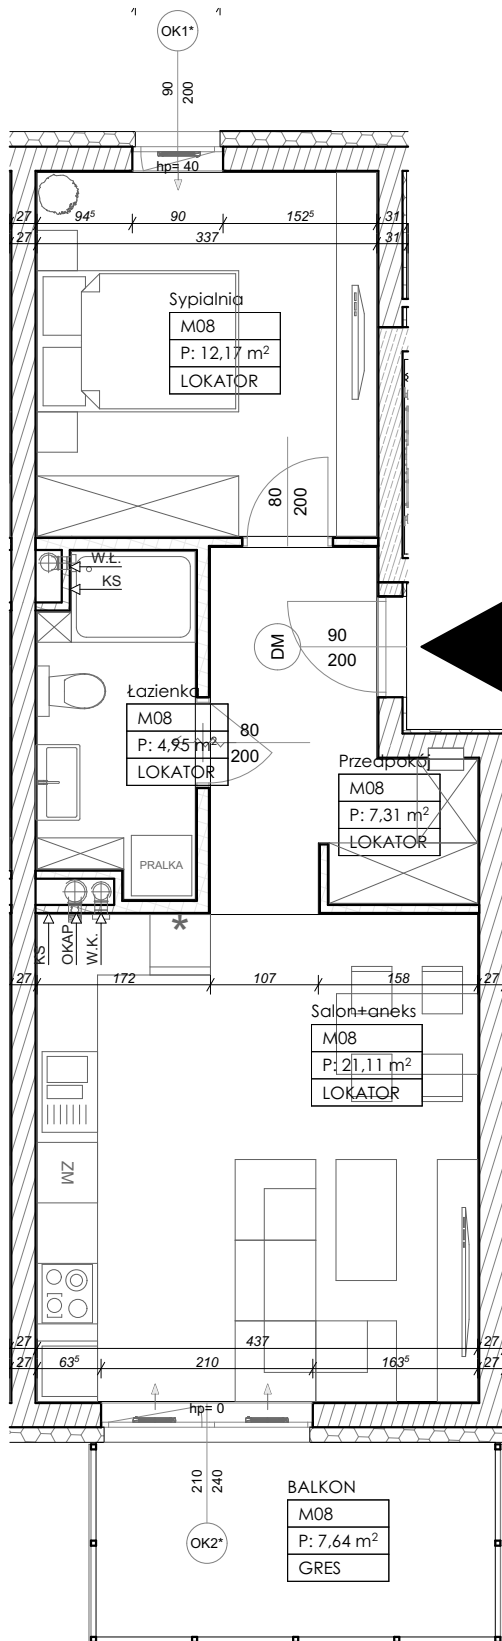 OK1*
90
200
hp= 40
27
94⁵
90
152⁵
31
27
337
31
Sypialnia
M08
P: 12,17 m²
LOKATOR
80
200
W.Ł.
KS
DM
90
200
Łazienka
M08
P: 4,95 m²
LOKATOR
80
200
Przedpokój
M08
P: 7,31 m²
LOKATOR
PRALKA
KS
OKAP
W.K.
*
27
172
107
158
27
Salon+aneks
M08
P: 21,11 m²
LOKATOR
ZM
27
437
27
27
63⁵
210
163⁵
27
hp= 0
210
240
OK2*
BALKON
M08
P: 7,64 m²
GRES